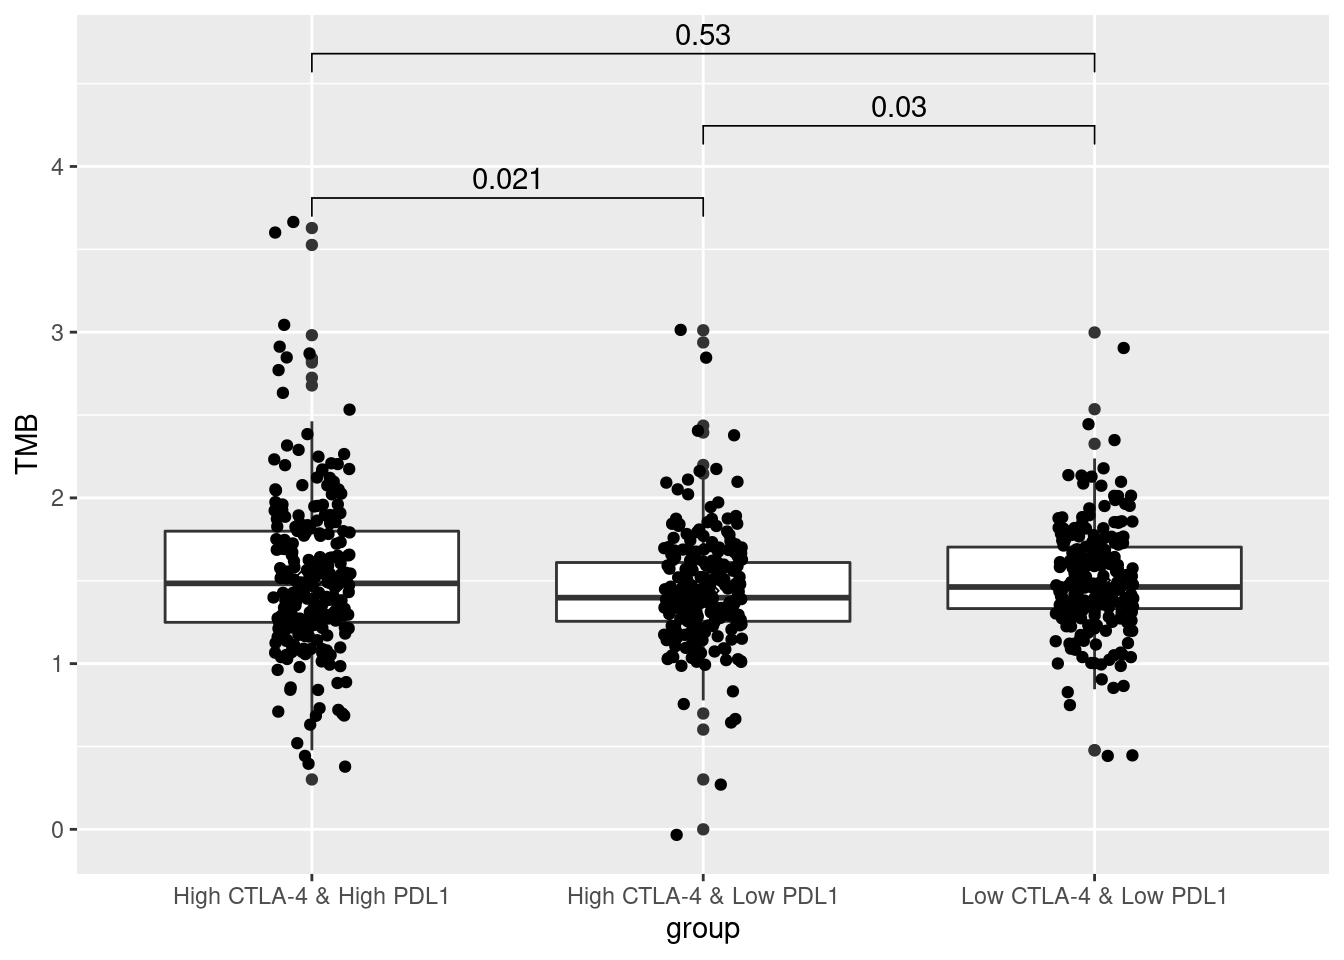 0.53
0.03
0.021
4
3
2
1
0
TMB
High CTLA-4 & High PDL1
High CTLA-4 & Low PDL1
Low CTLA-4 & Low PDL1
group